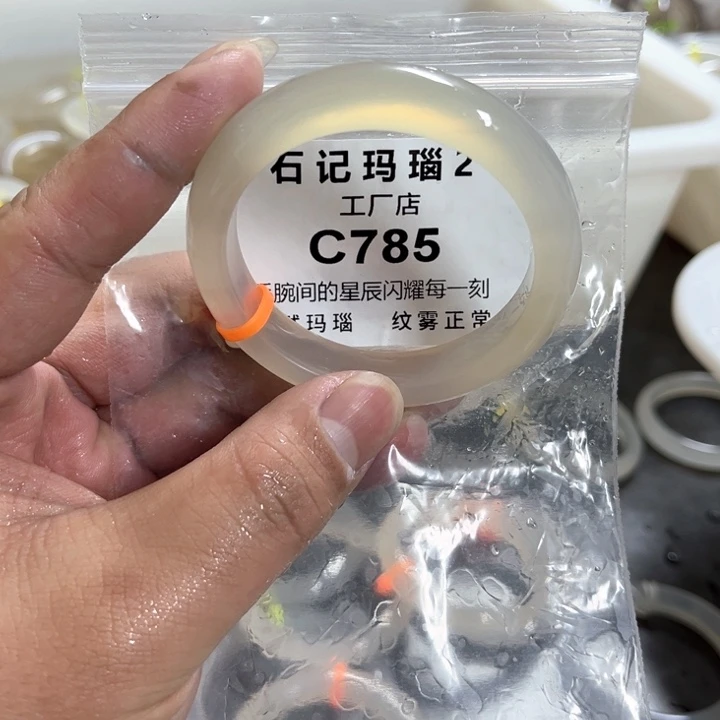 石记玛瑙2
工厂店
C785
腕间的星辰闪耀每一刻
玛瑙 纹雾正常